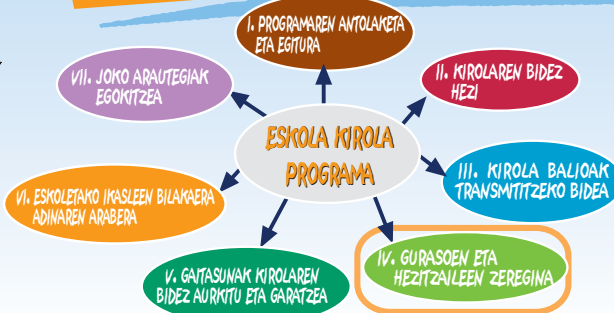 I. PROGRAMAREN ANTOLAKETA
ETA EGITURA
II. KIROLAREN BIDEZ
HEZI
III. KIROLA BALIOAK
TRANSMITITZEKO BIDEA
IV. GURASOEN ETA
HEZITZAILEEN ZEREGINA
V. GAITASUNAK KIROLAREN
BIDEZ AURKITU ETA GARATZEA
VI. ESKOLETAKO IKASLEEN BILAKAERA
ADINAREN ARABERA
VII. JOKO ARAUTEGIAK
EGOKITZEA
ESKOLA KIROLA
PROGRAMA